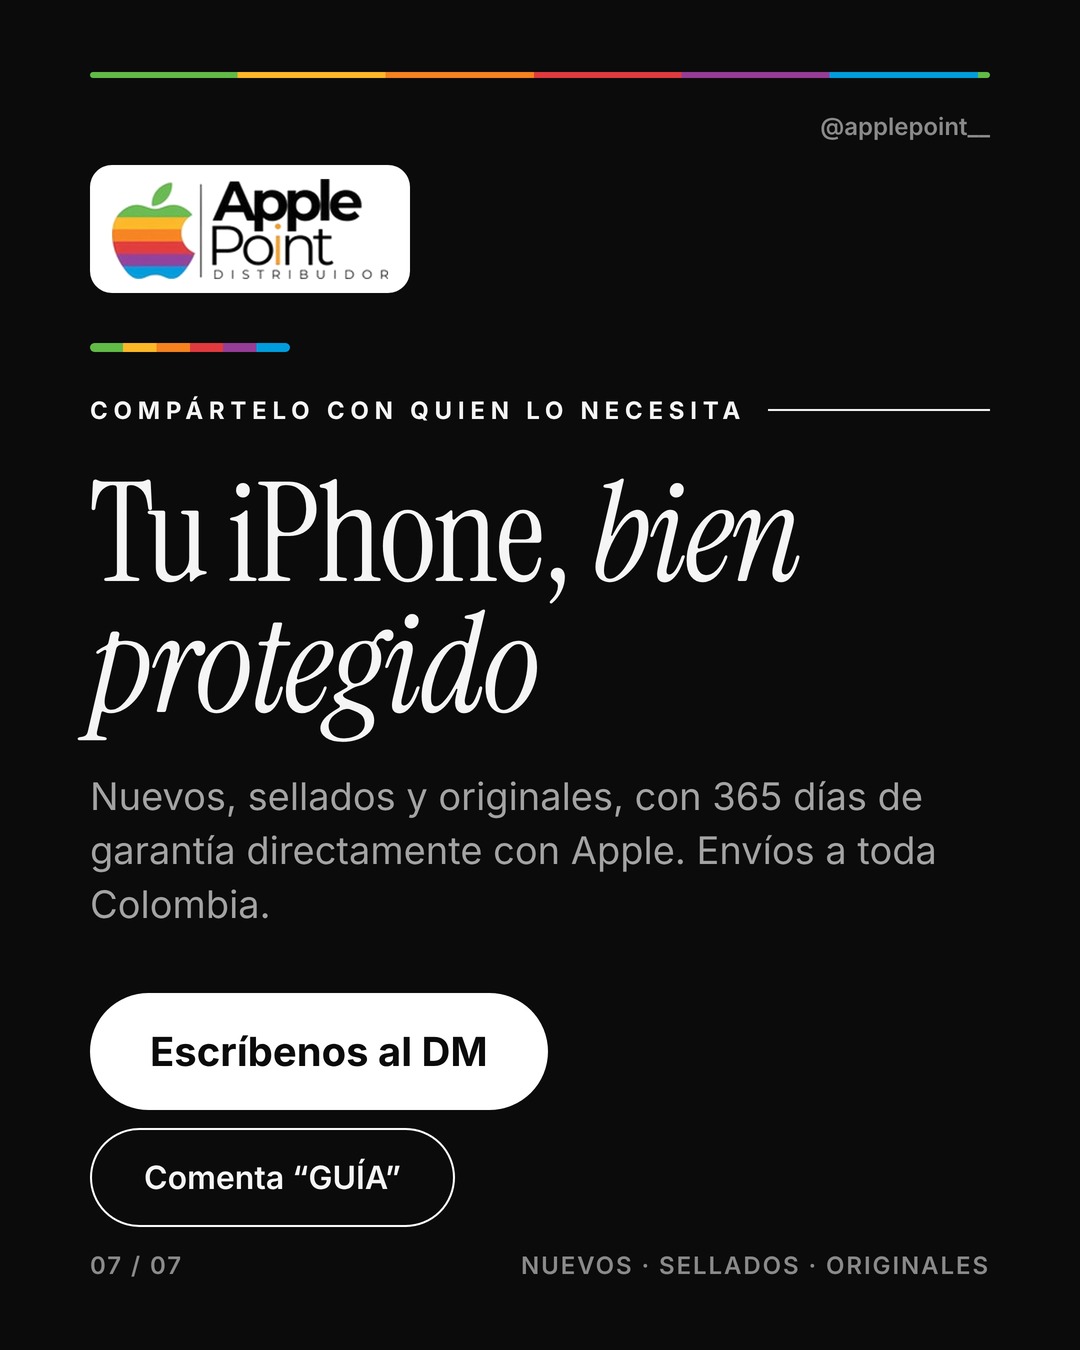 @applepoint__
Apple
Point
DISTRIBUIDOR
COMPÁRTELO CON QUIEN LO NECESITA
Tu iPhone, bien
protegido
Nuevos, sellados y originales, con 365 días de
garantía directamente con Apple. Envíos a toda
Colombia.
Escríbenos al DM
Comenta “GUÍA”
07 / 07
NUEVOS · SELLADOS · ORIGINALES